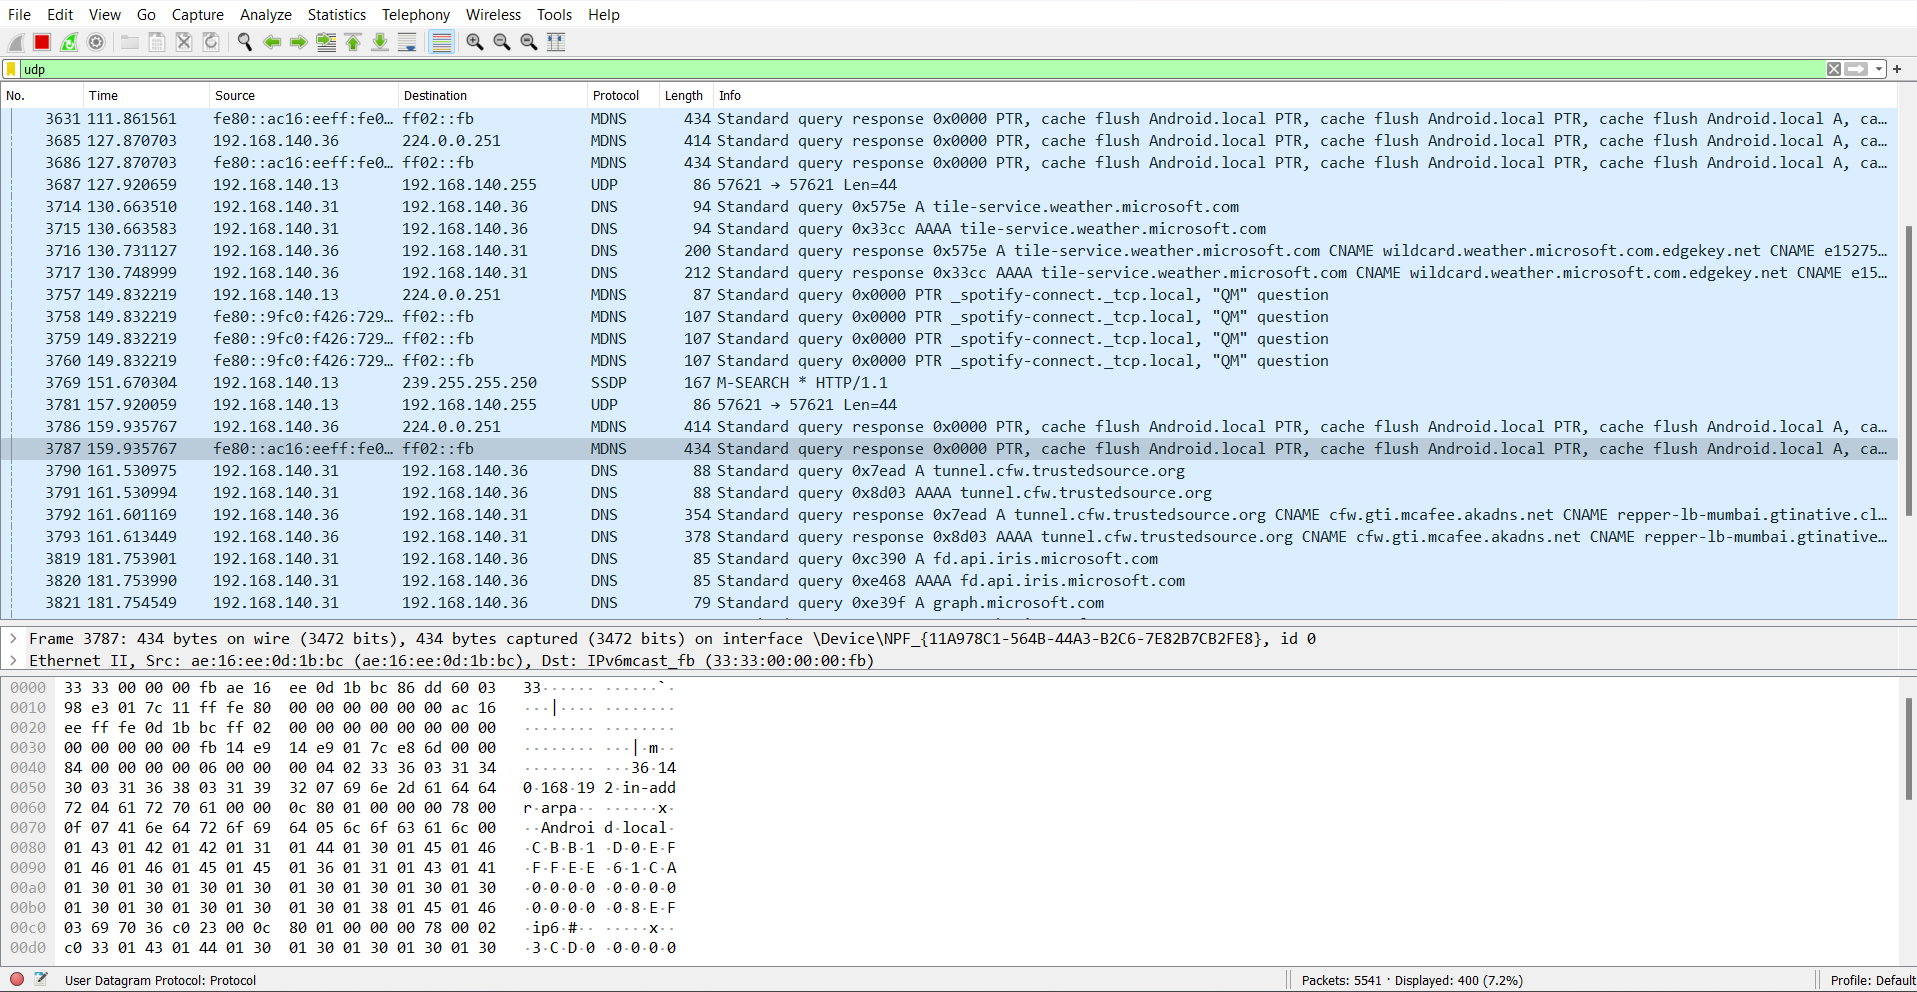 File Edit View Go Capture Analyze Statistics Telephony Wireless Tools Help
udp
No. Time Source Destination Protocol Length Info
3631 111.861561 fe80::ac16:eeff:fe0… ff02::fb MDNS 434 Standard query response 0x0000 PTR, cache flush Android.local PTR, cache flush Android.local PTR, cache flush Android.local A, ca…
3685 127.870703 192.168.140.36 224.0.0.251 MDNS 414 Standard query response 0x0000 PTR, cache flush Android.local PTR, cache flush Android.local PTR, cache flush Android.local A, ca…
3686 127.870703 fe80::ac16:eeff:fe0… ff02::fb MDNS 434 Standard query response 0x0000 PTR, cache flush Android.local PTR, cache flush Android.local PTR, cache flush Android.local A, ca…
3687 127.920659 192.168.140.13 192.168.140.255 UDP 86 57621 → 57621 Len=44
3714 130.663510 192.168.140.31 192.168.140.36 DNS 94 Standard query 0x575e A tile-service.weather.microsoft.com
3715 130.663583 192.168.140.31 192.168.140.36 DNS 94 Standard query 0x33cc AAAA tile-service.weather.microsoft.com
3716 130.731127 192.168.140.36 192.168.140.31 DNS 200 Standard query response 0x575e A tile-service.weather.microsoft.com CNAME wildcard.weather.microsoft.com.edgekey.net CNAME e15275…
3717 130.748999 192.168.140.36 192.168.140.31 DNS 212 Standard query response 0x33cc AAAA tile-service.weather.microsoft.com CNAME wildcard.weather.microsoft.com.edgekey.net CNAME e15…
3757 149.832219 192.168.140.13 224.0.0.251 MDNS 87 Standard query 0x0000 PTR _spotify-connect._tcp.local, "QM" question
3758 149.832219 fe80::9fc0:f426:729… ff02::fb MDNS 107 Standard query 0x0000 PTR _spotify-connect._tcp.local, "QM" question
3759 149.832219 fe80::9fc0:f426:729… ff02::fb MDNS 107 Standard query 0x0000 PTR _spotify-connect._tcp.local, "QM" question
3760 149.832219 fe80::9fc0:f426:729… ff02::fb MDNS 107 Standard query 0x0000 PTR _spotify-connect._tcp.local, "QM" question
3769 151.670304 192.168.140.13 239.255.255.250 SSDP 167 M-SEARCH * HTTP/1.1
3781 157.920059 192.168.140.13 192.168.140.255 UDP 86 57621 → 57621 Len=44
3786 159.935767 192.168.140.36 224.0.0.251 MDNS 414 Standard query response 0x0000 PTR, cache flush Android.local PTR, cache flush Android.local PTR, cache flush Android.local A, ca…
3787 159.935767 fe80::ac16:eeff:fe0… ff02::fb MDNS 434 Standard query response 0x0000 PTR, cache flush Android.local PTR, cache flush Android.local PTR, cache flush Android.local A, ca…
3790 161.530975 192.168.140.31 192.168.140.36 DNS 88 Standard query 0x7ead A tunnel.cfw.trustedsource.org
3791 161.530994 192.168.140.31 192.168.140.36 DNS 88 Standard query 0x8d03 AAAA tunnel.cfw.trustedsource.org
3792 161.601169 192.168.140.36 192.168.140.31 DNS 354 Standard query response 0x7ead A tunnel.cfw.trustedsource.org CNAME cfw.gti.mcafee.akadns.net CNAME repper-lb-mumbai.gtinative.cl…
3793 161.613449 192.168.140.36 192.168.140.31 DNS 378 Standard query response 0x8d03 AAAA tunnel.cfw.trustedsource.org CNAME cfw.gti.mcafee.akadns.net CNAME repper-lb-mumbai.gtinative…
3819 181.753901 192.168.140.31 192.168.140.36 DNS 85 Standard query 0xc390 A fd.api.iris.microsoft.com
3820 181.753990 192.168.140.31 192.168.140.36 DNS 85 Standard query 0xe468 AAAA fd.api.iris.microsoft.com
3821 181.754549 192.168.140.31 192.168.140.36 DNS 79 Standard query 0xe39f A graph.microsoft.com
Frame 3787: 434 bytes on wire (3472 bits), 434 bytes captured (3472 bits) on interface \Device\NPF_{11A978C1-564B-44A3-B2C6-7E82B7CB2FE8}, id 0
Ethernet II, Src: ae:16:ee:0d:1b:bc (ae:16:ee:0d:1b:bc), Dst: IPv6mcast_fb (33:33:00:00:00:fb)
0000 33 33 00 00 00 fb ae 16 ee 0d 1b bc 86 dd 60 03 33······ ······`·
0010 98 e3 01 7c 11 ff fe 80 00 00 00 00 00 00 ac 16 ···|···· ········
0020 ee ff fe 0d 1b bc ff 02 00 00 00 00 00 00 00 00 ········ ········
0030 00 00 00 00 00 fb 14 e9 14 e9 01 7c e8 6d 00 00 ········ ···|·m··
0040 84 00 00 00 00 06 00 00 00 04 02 33 36 03 31 34 ········ ···36·14
0050 30 03 31 36 38 03 31 39 32 07 69 6e 2d 61 64 64 0·168·19 2·in-add
0060 72 04 61 72 70 61 00 00 0c 80 01 00 00 00 78 00 r·arpa·· ······x·
0070 0f 07 41 6e 64 72 6f 69 64 05 6c 6f 63 61 6c 00 ··Androi d·local·
0080 01 43 01 42 01 42 01 31 01 44 01 30 01 45 01 46 ·C·B·B·1 ·D·0·E·F
0090 01 46 01 46 01 45 01 45 01 36 01 31 01 43 01 41 ·F·F·E·E ·6·1·C·A
00a0 01 30 01 30 01 30 01 30 01 30 01 30 01 30 01 30 ·0·0·0·0 ·0·0·0·0
00b0 01 30 01 30 01 30 01 30 01 30 01 38 01 45 01 46 ·0·0·0·0 ·0·8·E·F
00c0 03 69 70 36 c0 23 00 0c 80 01 00 00 00 78 00 02 ·ip6·#·· ·····x··
00d0 c0 33 01 43 01 44 01 30 01 30 01 30 01 30 01 30 ·3·C·D·0 ·0·0·0·0
User Datagram Protocol: Protocol Packets: 5541 · Displayed: 400 (7.2%) Profile: Default